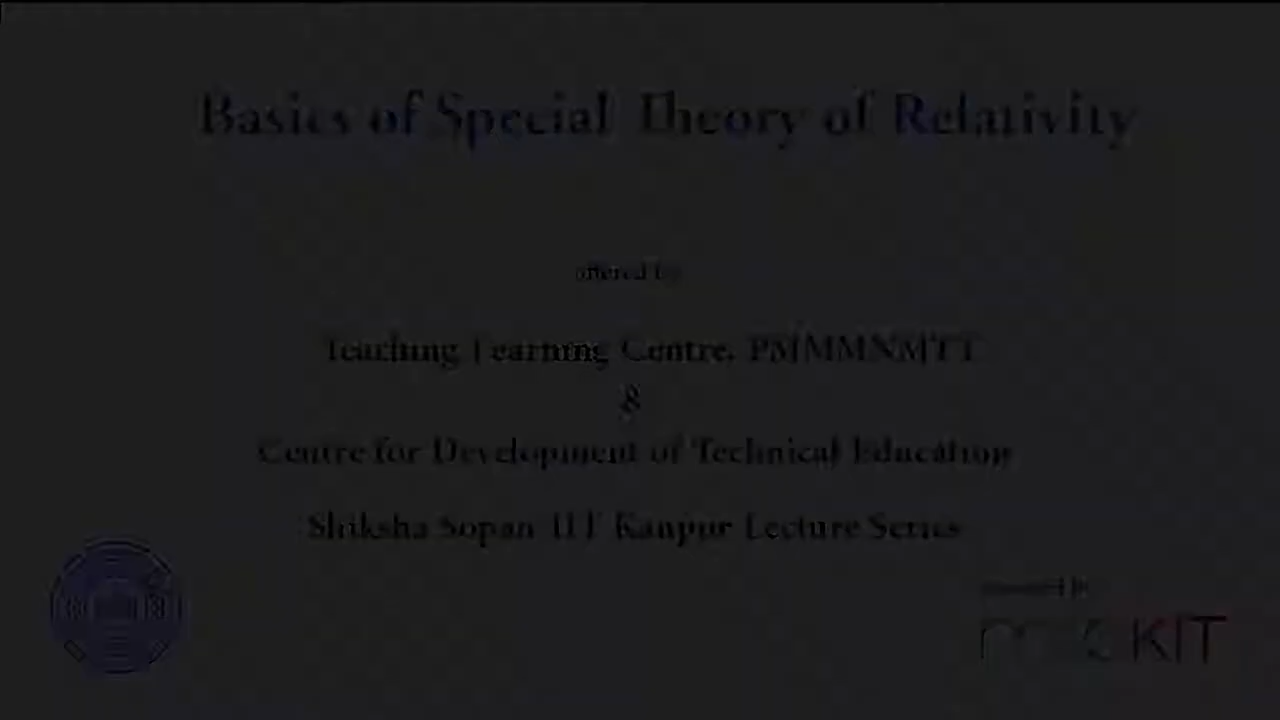 Basics of Special Theory of Relativity
offered by
Teaching Learning Centre, PMMMNMTT
&
Centre for Development of Technical Education
Shiksha Sopan IIT Kanpur Lecture Series
KIT